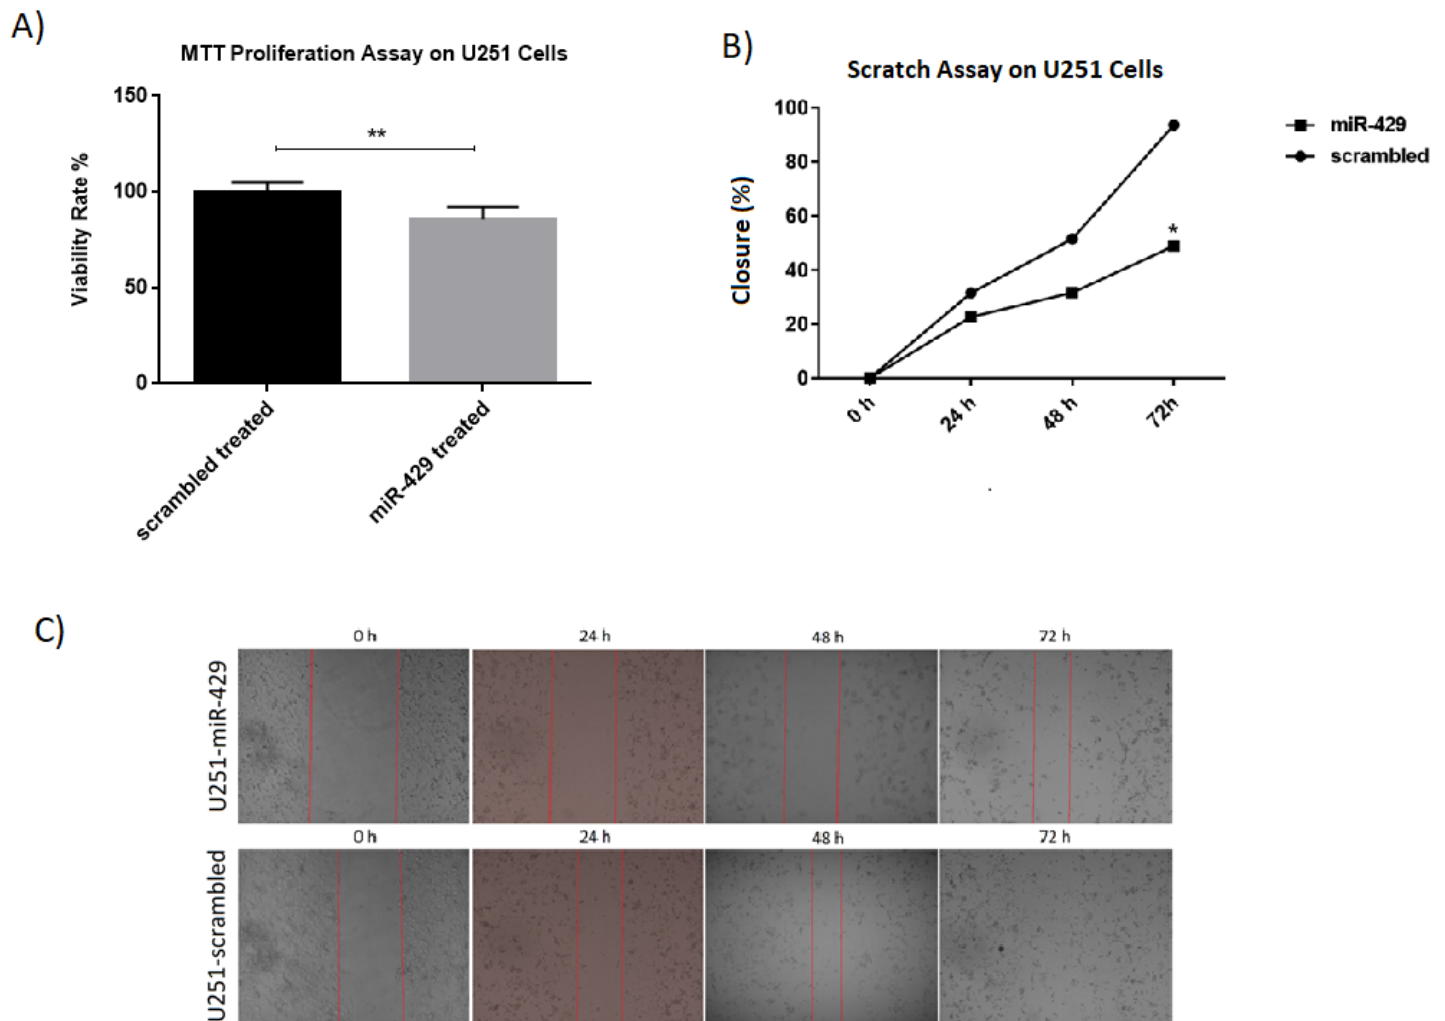 A)
MTT Proliferation Assay on U251 Cells
150
100
50
0
Viability Rate %
**
scrambled treated
miR-429 treated
B)
Scratch Assay on U251 Cells
100
80
60
40
20
0
Closure (%)
*
0 h
24 h
48 h
72h
miR-429
scrambled
C)
0 h
24 h
48 h
72 h
U251-miR-429
0 h
24 h
48 h
72 h
U251-scrambled